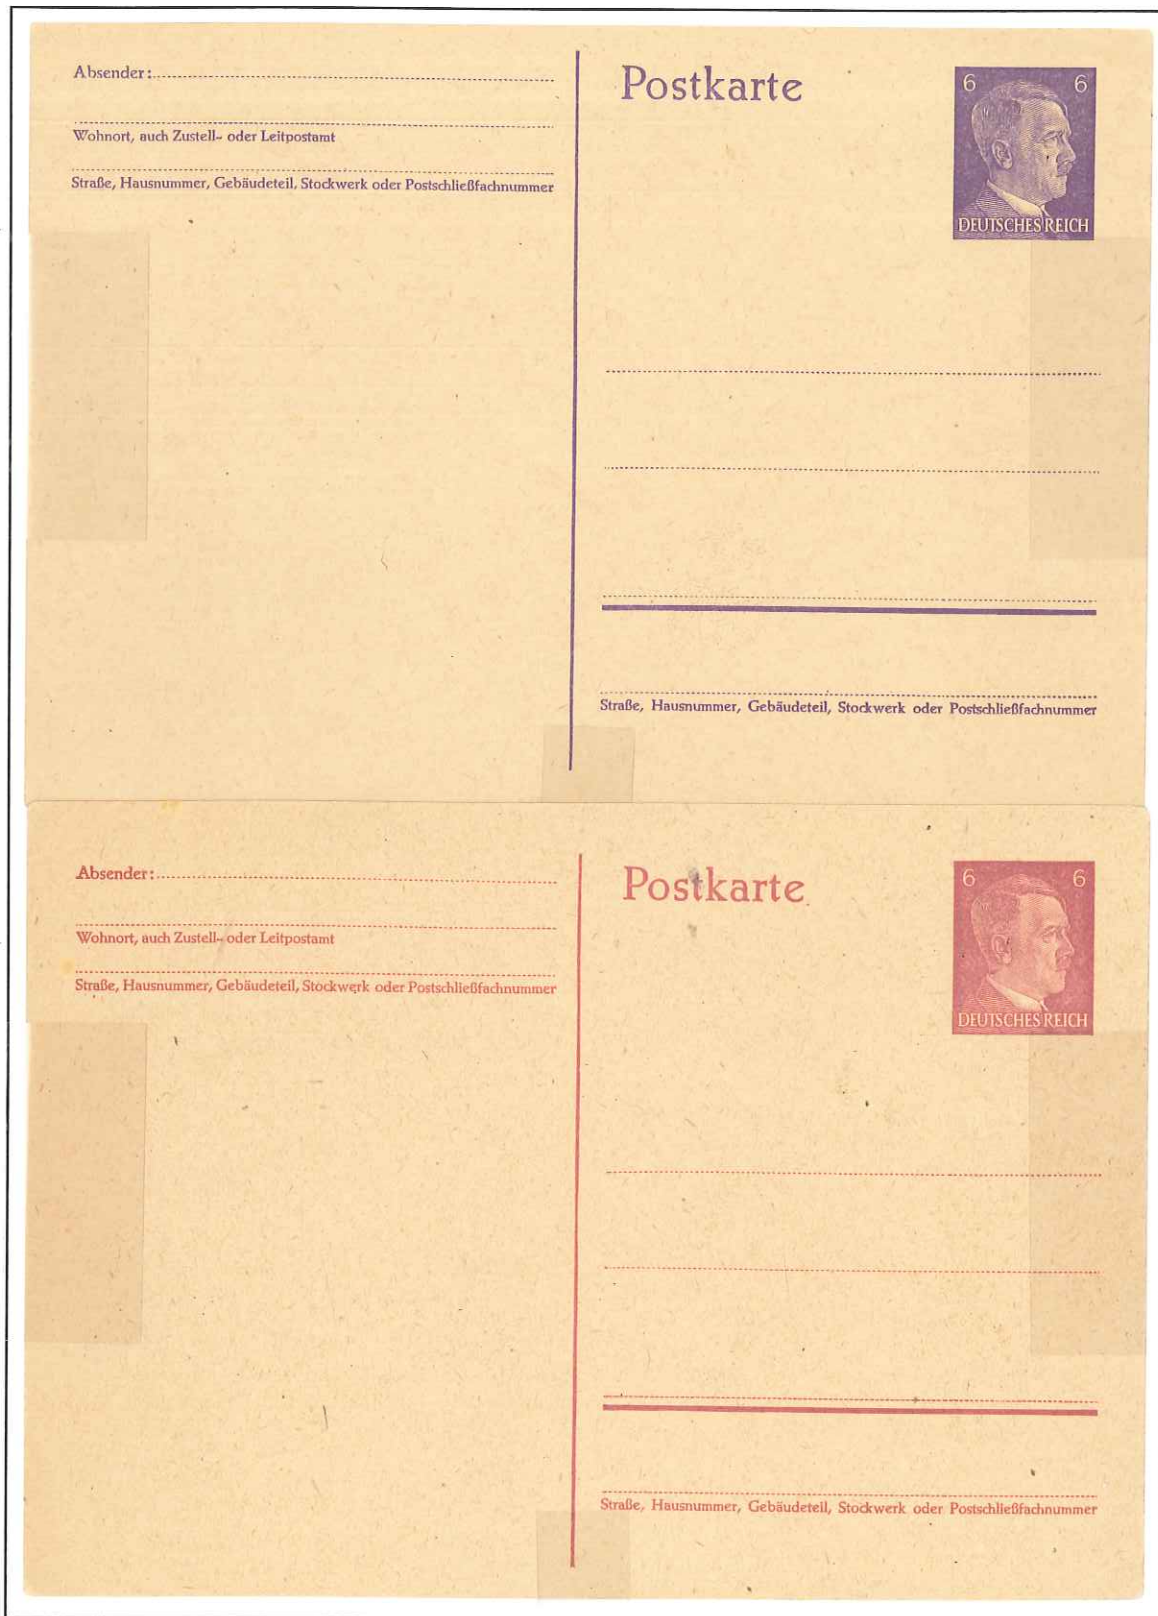 Absender:
Wohnort, auch Zustell- oder Leitpostamt
Straße, Hausnummer, Gebäudeteil, Stockwerk oder Postschließfachnummer
Postkarte
6 6
DEUTSCHES REICH
Straße, Hausnummer, Gebäudeteil, Stockwerk oder Postschließfachnummer
Absender:
Wohnort, auch Zustell- oder Leitpostamt
Straße, Hausnummer, Gebäudeteil, Stockwerk oder Postschließfachnummer
Postkarte
6 6
DEUTSCHES REICH
Straße, Hausnummer, Gebäudeteil, Stockwerk oder Postschließfachnummer